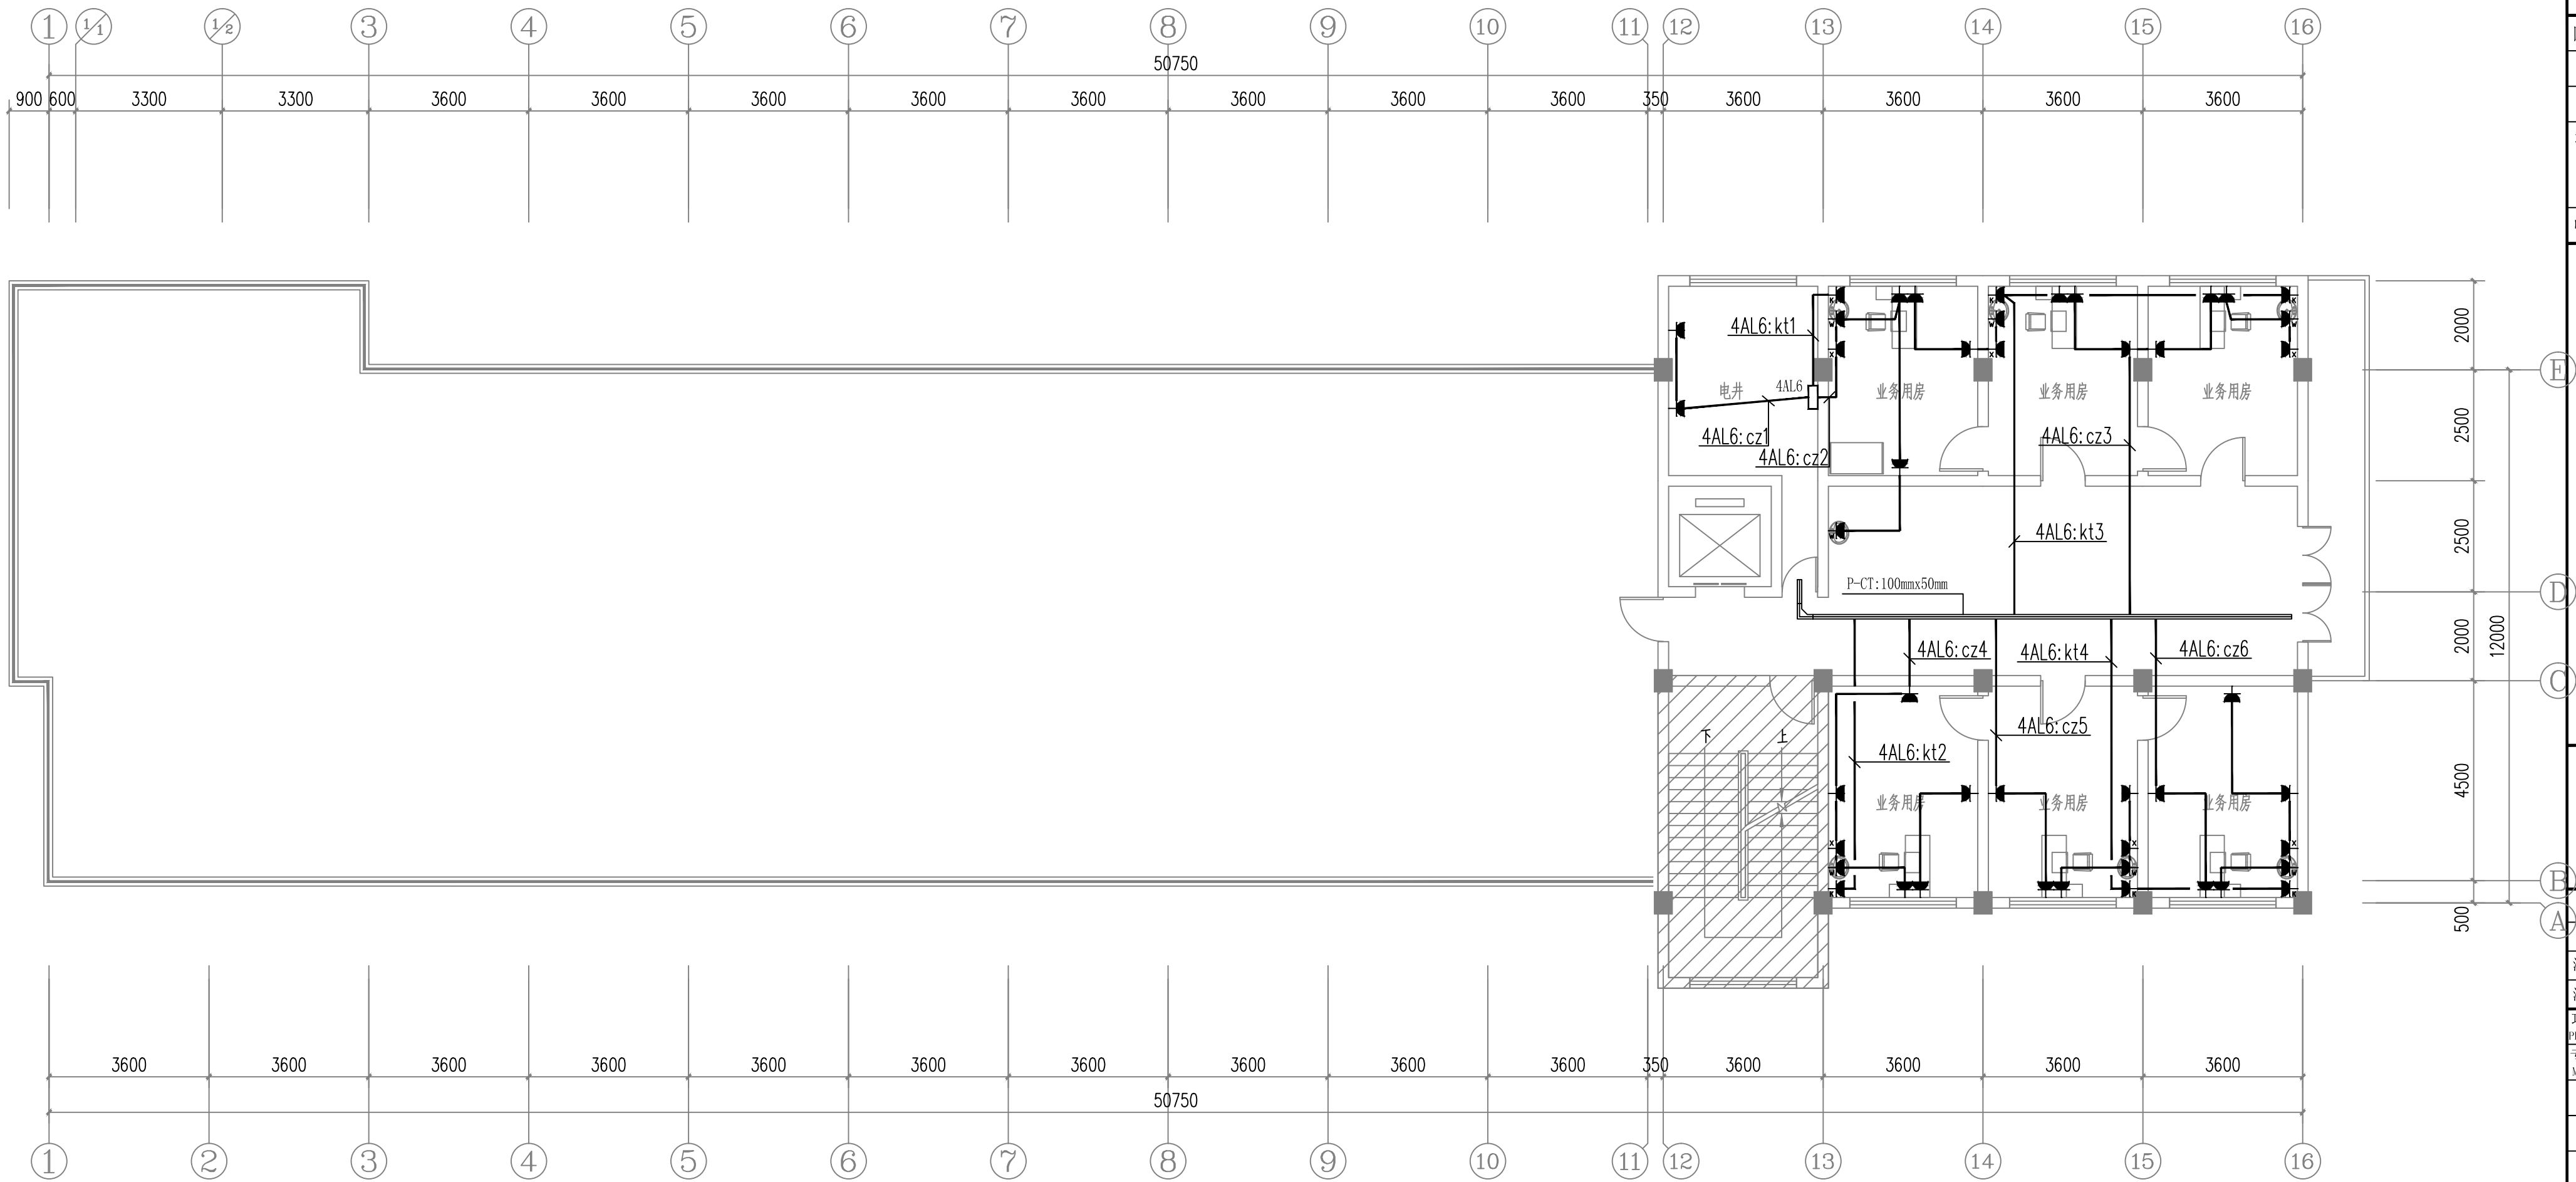 1 1/1 1/2 3 4 5 6 7 8 9 10 11 12 13 14 15 16
50750
900 600 3300 3300 3600 3600 3600 3600 3600 3600 3600 3600 350 3600 3600 3600 3600
K K K
4AL6:kt1
W W W
2000
X X X
E
电井 4AL6 业务用房 业务用房 业务用房
4AL6:cz1 4AL6:cz3
2500
4AL6:cz2
W 4AL6:kt3
2500
P-CT:100mmx50mm
D
4AL6:cz4 4AL6:kt4 4AL6:cz6
2000 12000
C
下 上 4AL6:cz5
4AL6:kt2
4500
业务用房 业务用房 业务用房
X X X
W W W
B
K K K
500
A
3600 3600 3600 3600 3600 3600 3600 3600 3600 3600 350 3600 3600 3600 3600
50750
1 2 3 4 5 6 7 8 9 10 11 12 13 14 15 16